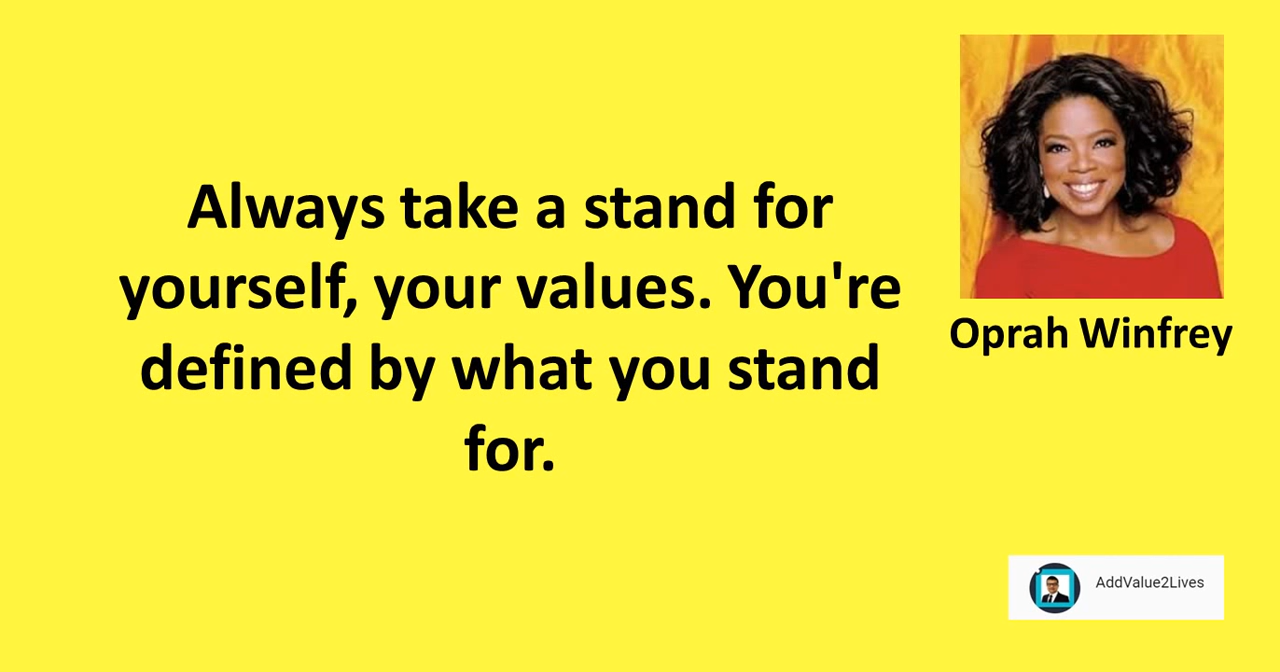 Always take a stand for
yourself, your values. You're
defined by what you stand
for.
Oprah Winfrey
AddValue2Lives